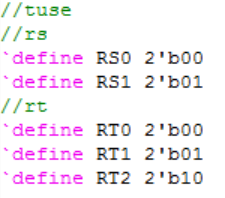 //tuse
//rs
`define RS0 2'b00
`define RS1 2'b01
//rt
`define RT0 2'b00
`define RT1 2'b01
`define RT2 2'b10